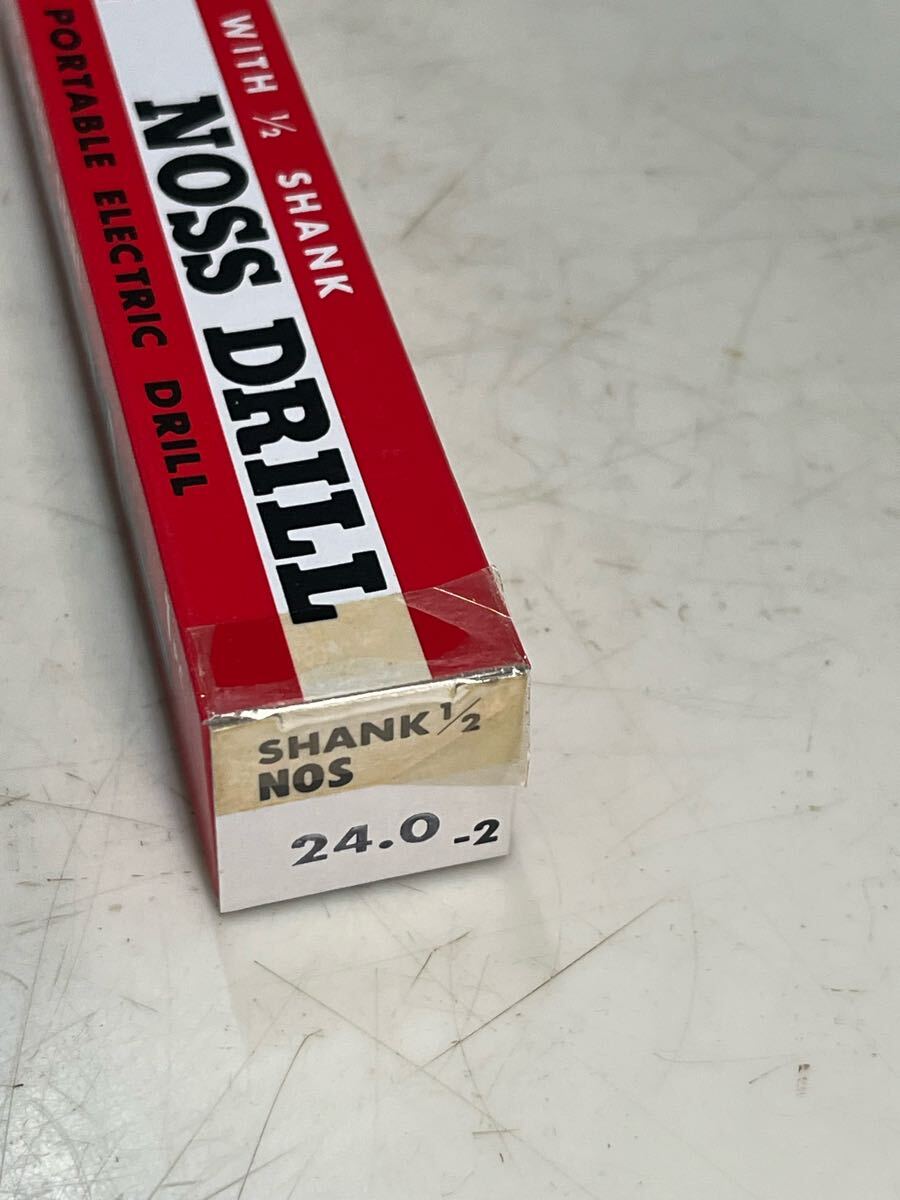 WITH 1/2 SHANK
NOSS DRILL
PORTABLE ELECTRIC DRILL
SHANK 1/2
NOS
24.0 -2